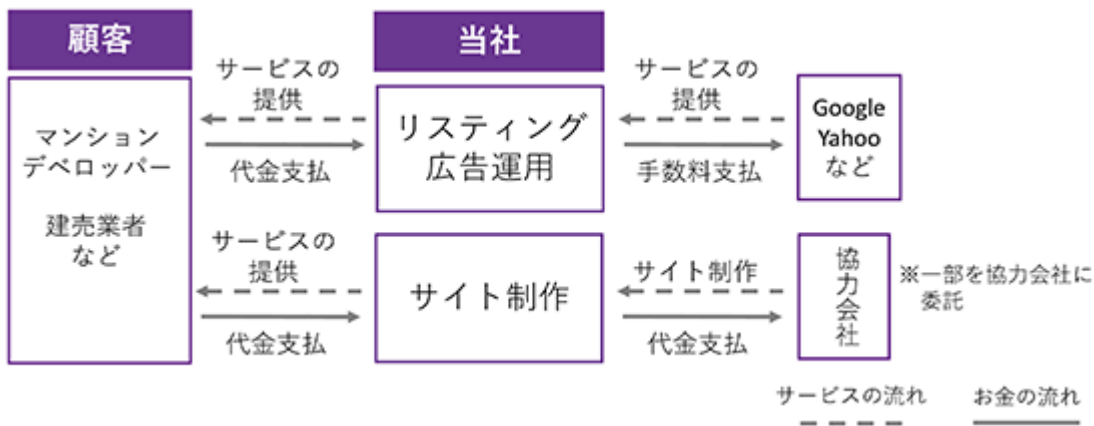 顧客
当社
サービスの
提供
代金支払
サービスの
提供
手数料支払
マンション
デベロッパー
建売業者
など
リスティング
広告運用
Google
Yahoo
など
サービスの
提供
代金支払
サイト制作
サイト制作
代金支払
協力会社
※一部を協力会社に
委託
サービスの流れ
お金の流れ